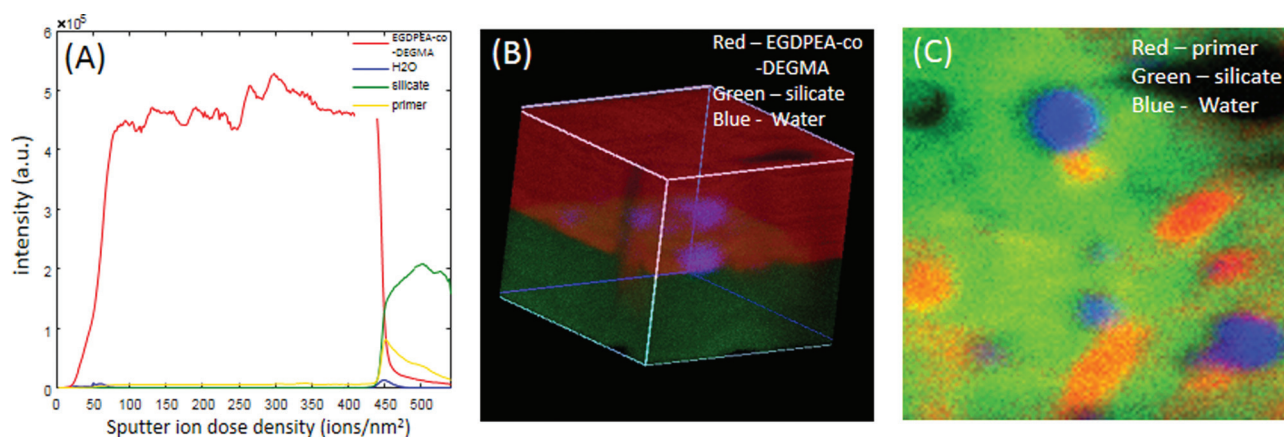 ×10⁵
(A)
6
5
4
3
2
1
0
intensity (a.u.)
EGDPEA-co
-DEGMA
H2O
silicate
primer
0 50 100 150 200 250 300 350 400 450 500
Sputter ion dose density (ions/nm²)
(B)
Red – EGDPEA-co
-DEGMA
Green – silicate
Blue - Water
(C)
Red – primer
Green – silicate
Blue - Water